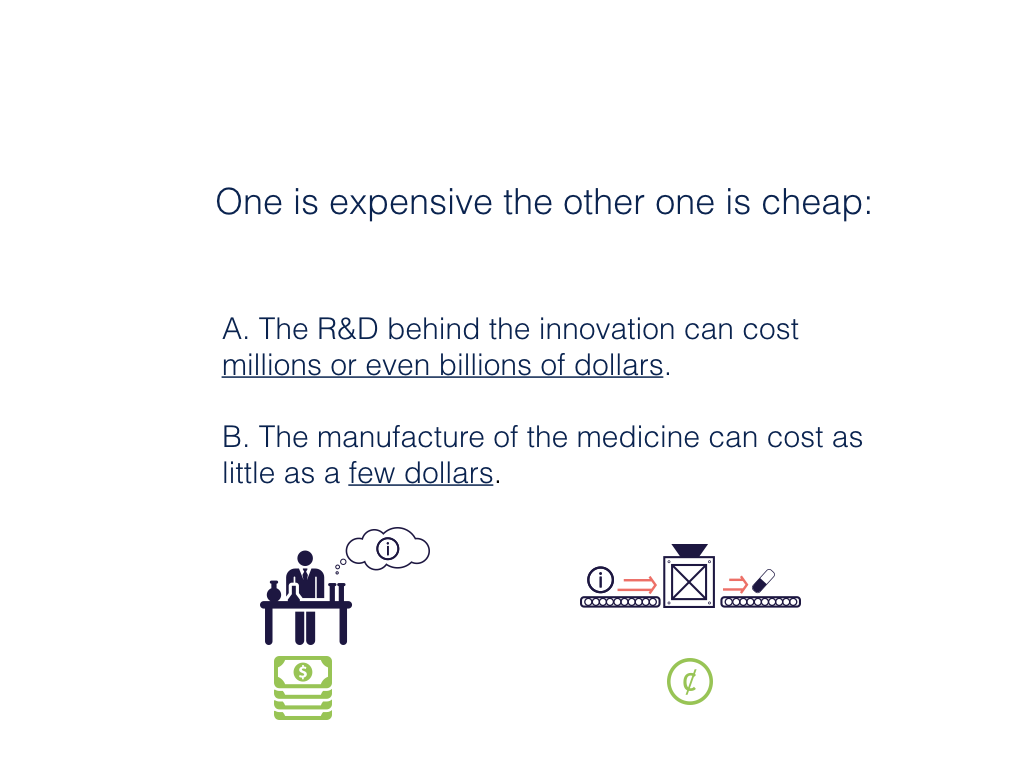 One is expensive the other one is cheap:
A. The R&D behind the innovation can cost
millions or even billions of dollars.
B. The manufacture of the medicine can cost as
little as a few dollars.
i
i
$
¢